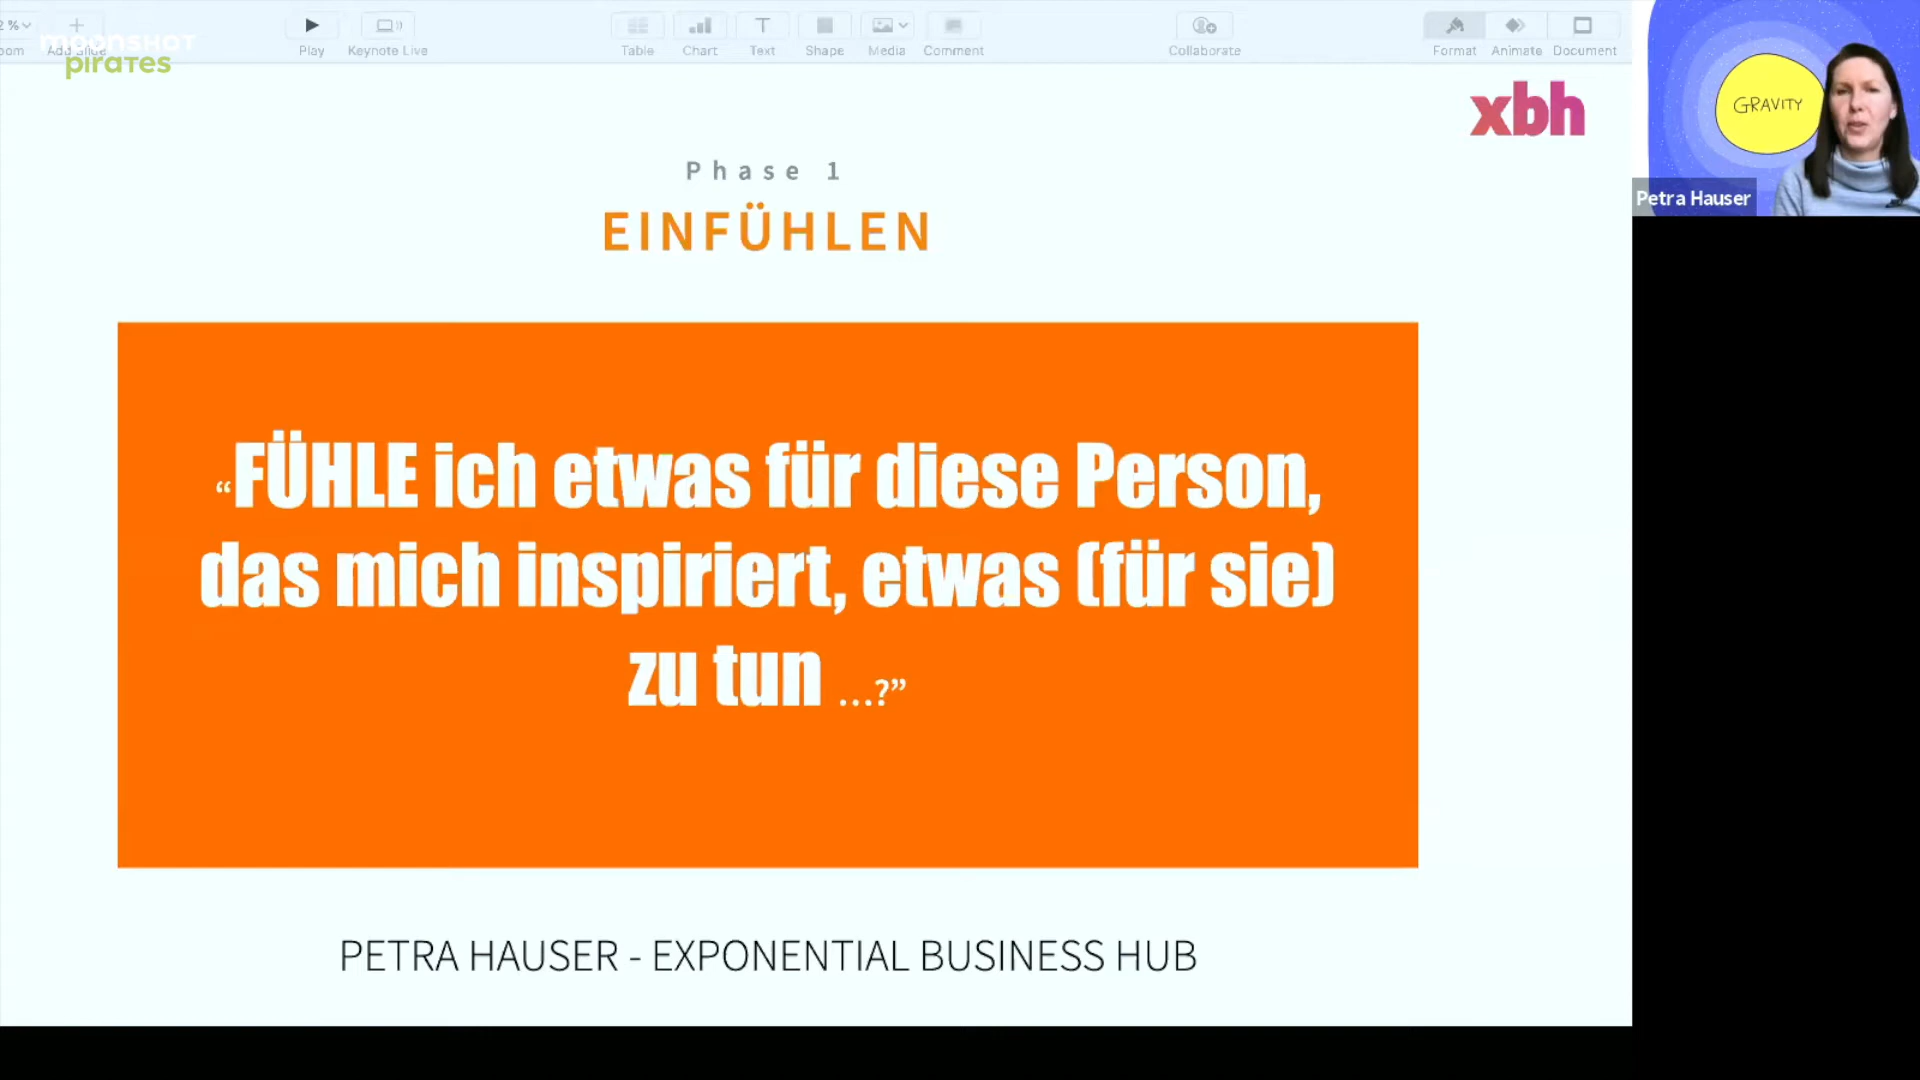 Play
Keynote Live
Table
Chart
Text
Shape
Media
Comment
Collaborate
Format
Animate
Document
moonshot
pirates
xbh
GRAVITY
Petra Hauser
Phase 1
EINFÜHLEN
“FÜHLE ich etwas für diese Person,
das mich inspiriert, etwas (für sie)
zu tun ...?”
PETRA HAUSER - EXPONENTIAL BUSINESS HUB